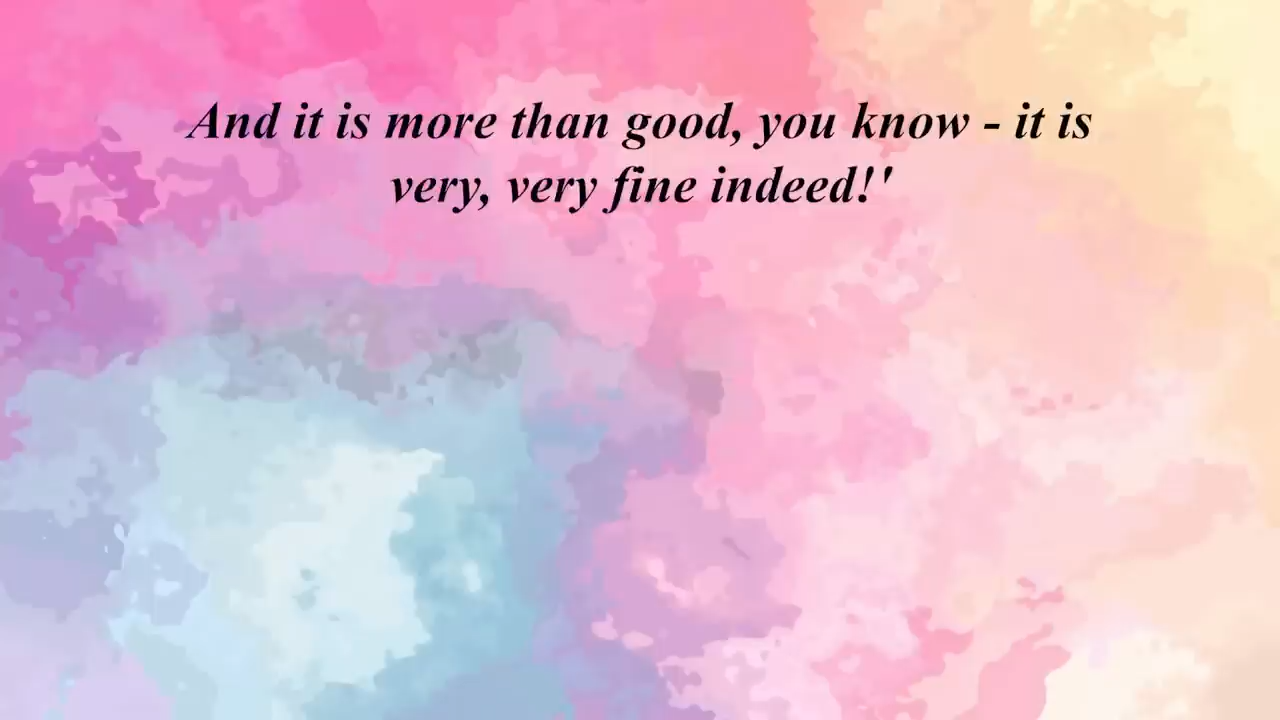 And it is more than good, you know - it is
very, very fine indeed!'